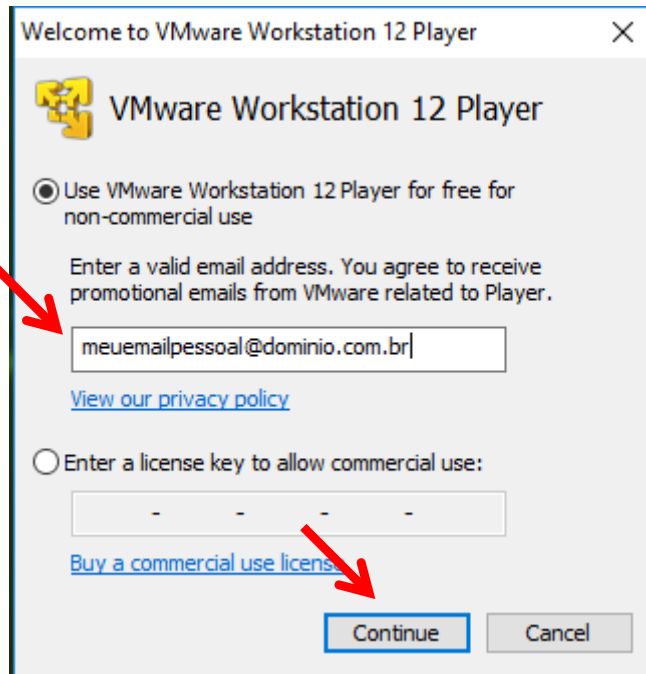 Welcome to VMware Workstation 12 Player
VMware Workstation 12 Player
Use VMware Workstation 12 Player for free for
non-commercial use
Enter a valid email address. You agree to receive
promotional emails from VMware related to Player.
meuemailpessoal@dominio.com.br
View our privacy policy
Enter a license key to allow commercial use:
- - - -
Buy a commercial use license
Continue Cancel